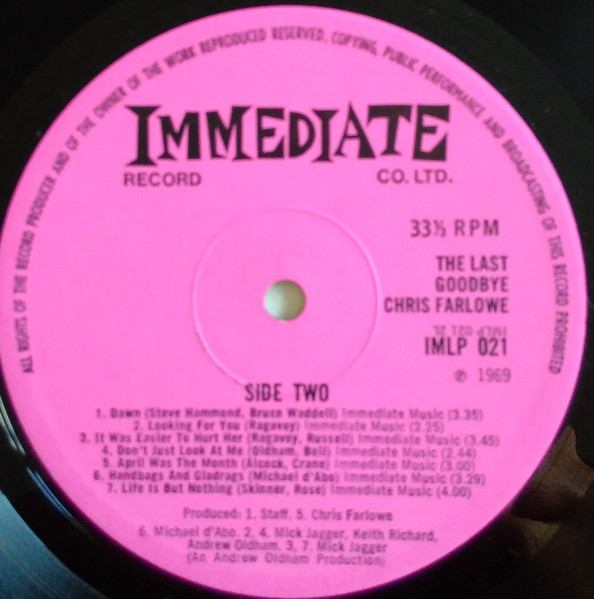 ALL RIGHTS OF THE RECORD PRODUCER AND OF THE OWNER OF THE WORK REPRODUCED RESERVED, COPYING, PUBLIC PERFORMANCE AND BROADCASTING OF THIS RECORD PROHIBITED
IMMEDIATE
RECORD CO. LTD.
33⅓ RPM
THE LAST
GOODBYE
CHRIS FARLOWE
IMLP 021 2L
IMLP 021
℗ 1969
SIDE TWO
1. Dawn (Steve Hammond, Bruce Waddell) Immediate Music (3.35)
2. Looking For You (Ragavoy) Immediate Music (2.25)
3. It Was Easier To Hurt Her (Ragavoy, Russell) Immediate Music (3.45)
4. Don't Just Look At Me (Oldham, Bell) Immediate Music (2.44)
5. April Was The Month (Alcock, Crane) Immediate Music (3.00)
6. Handbags And Gladrags (Michael d'Abo) Immediate Music (3.29)
7. Life Is But Nothing (Skinner, Rose) Immediate Music (4.00)
Produced: 1. Staff. 5. Chris Farlowe
6. Michael d'Abo. 2, 4. Mick Jagger, Keith Richard,
Andrew Oldham. 3, 7. Mick Jagger
(An Andrew Oldham Production)